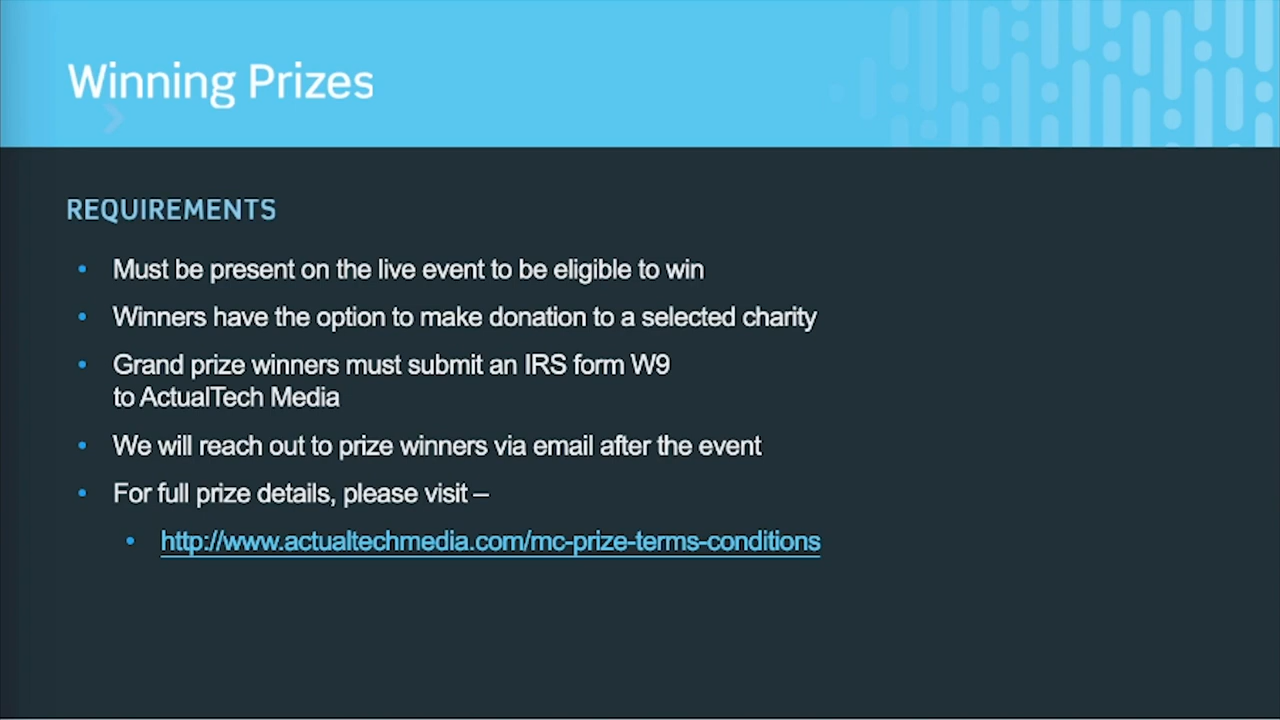 Winning Prizes
REQUIREMENTS
• Must be present on the live event to be eligible to win
• Winners have the option to make donation to a selected charity
• Grand prize winners must submit an IRS form W9
to ActualTech Media
• We will reach out to prize winners via email after the event
• For full prize details, please visit –
• http://www.actualtechmedia.com/mc-prize-terms-conditions